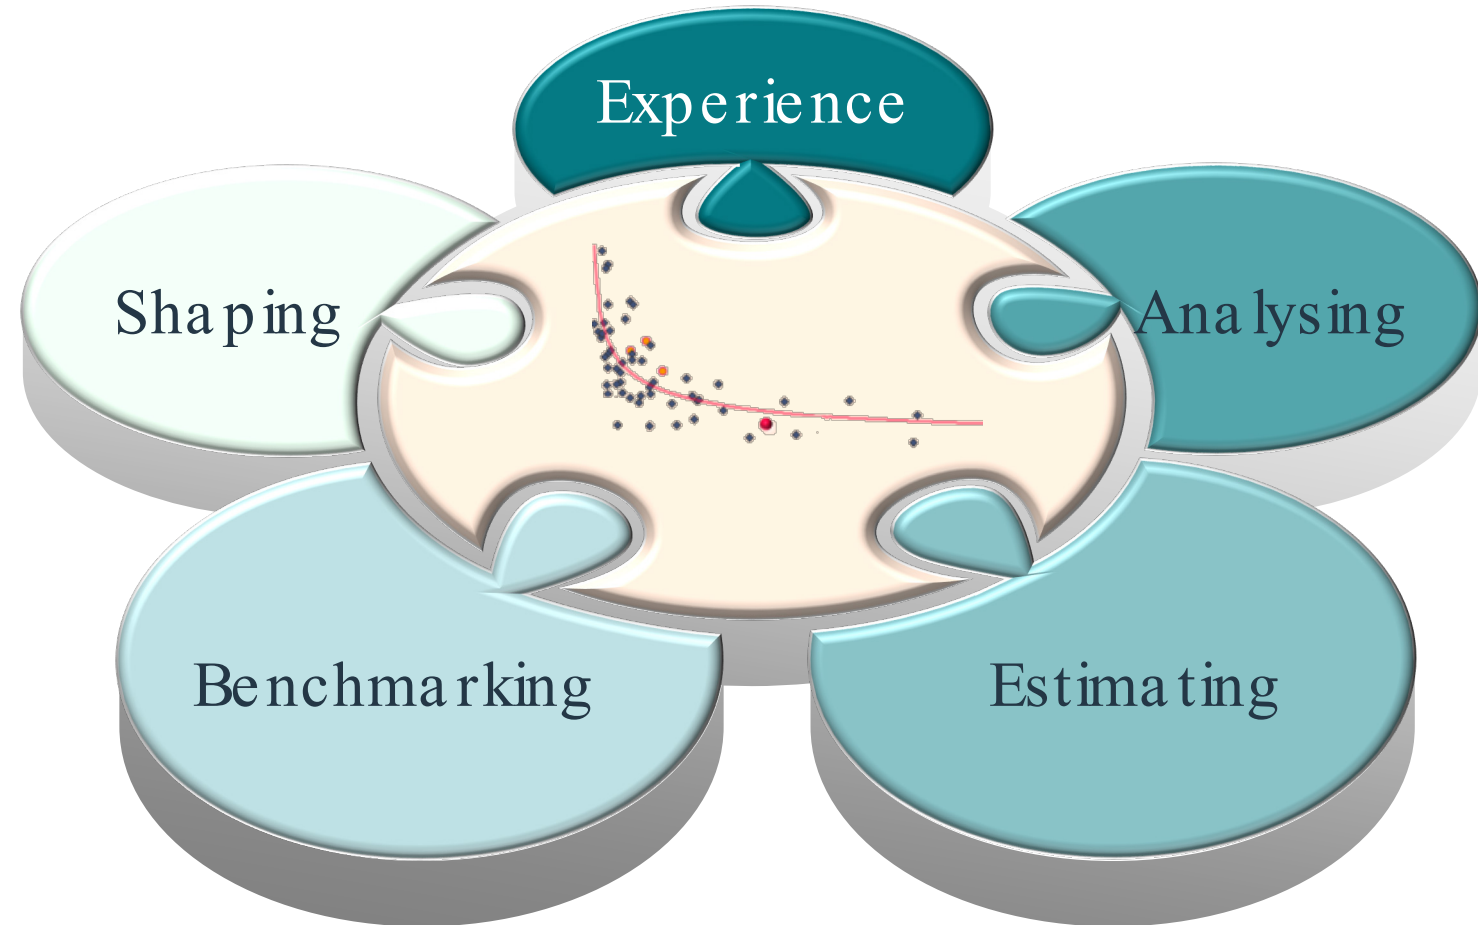 Experience
Shaping
Analysing
Benchmarking
Estimating